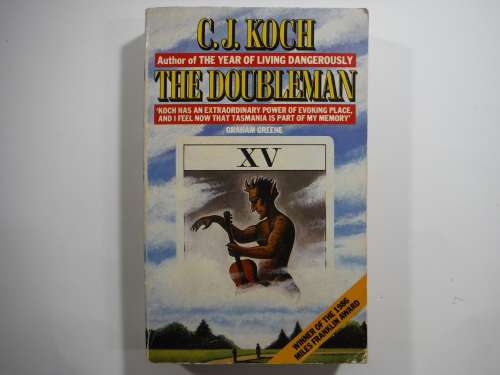 C. J. KOCH
Author of THE YEAR OF LIVING DANGEROUSLY
THE DOUBLEMAN
'KOCH HAS AN EXTRAORDINARY POWER OF EVOKING PLACE,
AND I FEEL NOW THAT TASMANIA IS PART OF MY MEMORY'
GRAHAM GREENE
XV
WINNER OF THE 1986
MILES FRANKLIN AWARD